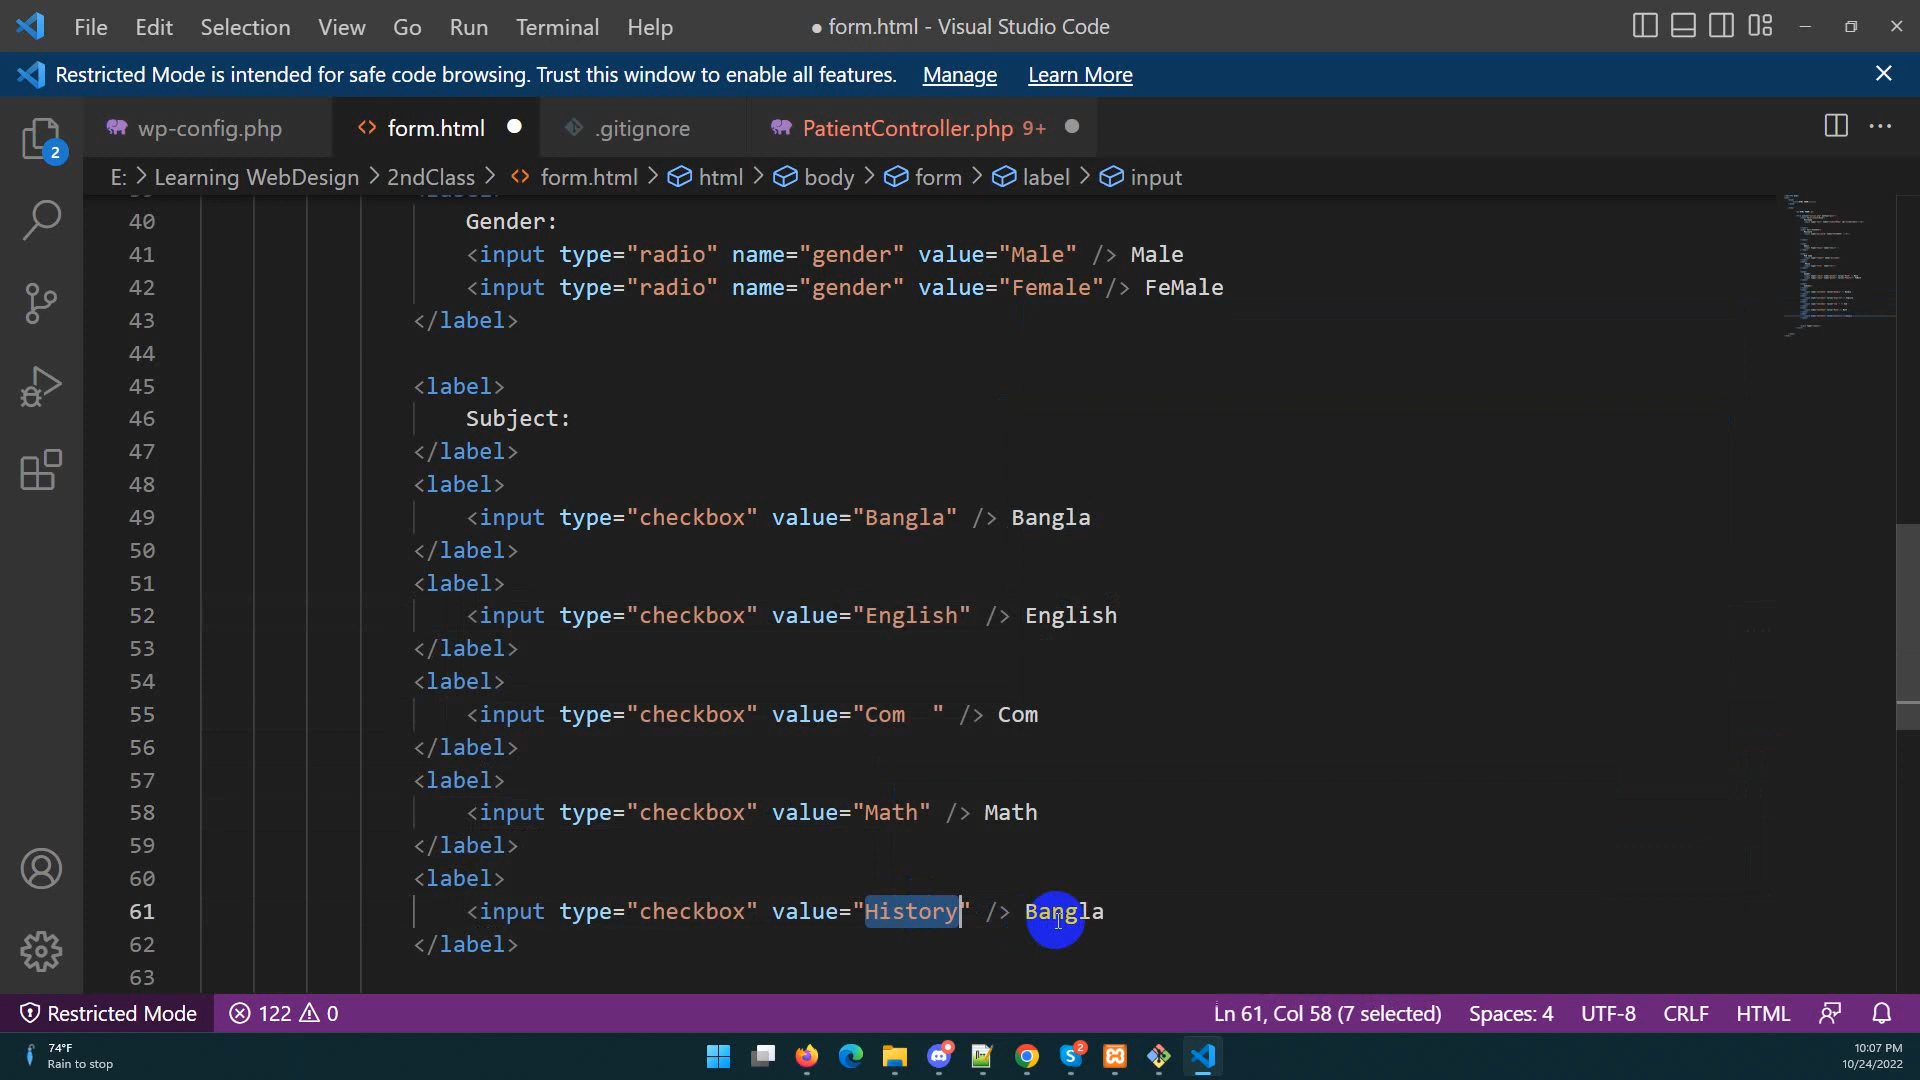 File Edit Selection View Go Run Terminal Help ● form.html - Visual Studio Code
Restricted Mode is intended for safe code browsing. Trust this window to enable all features. Manage Learn More
wp-config.php form.html .gitignore PatientController.php 9+
E: > Learning WebDesign > 2ndClass > form.html > html > body > form > label > input
2
40 Gender:
41 <input type="radio" name="gender" value="Male" /> Male
42 <input type="radio" name="gender" value="Female"/> FeMale
43 </label>
44
45 <label>
46 Subject:
47 </label>
48 <label>
49 <input type="checkbox" value="Bangla" /> Bangla
50 </label>
51 <label>
52 <input type="checkbox" value="English" /> English
53 </label>
54 <label>
55 <input type="checkbox" value="Com  " /> Com
56 </label>
57 <label>
58 <input type="checkbox" value="Math" /> Math
59 </label>
60 <label>
61 <input type="checkbox" value="History" /> Bangla
62 </label>
63
Restricted Mode 122 0 Ln 61, Col 58 (7 selected) Spaces: 4 UTF-8 CRLF HTML
74°F
Rain to stop
2
10:07 PM
10/24/2022